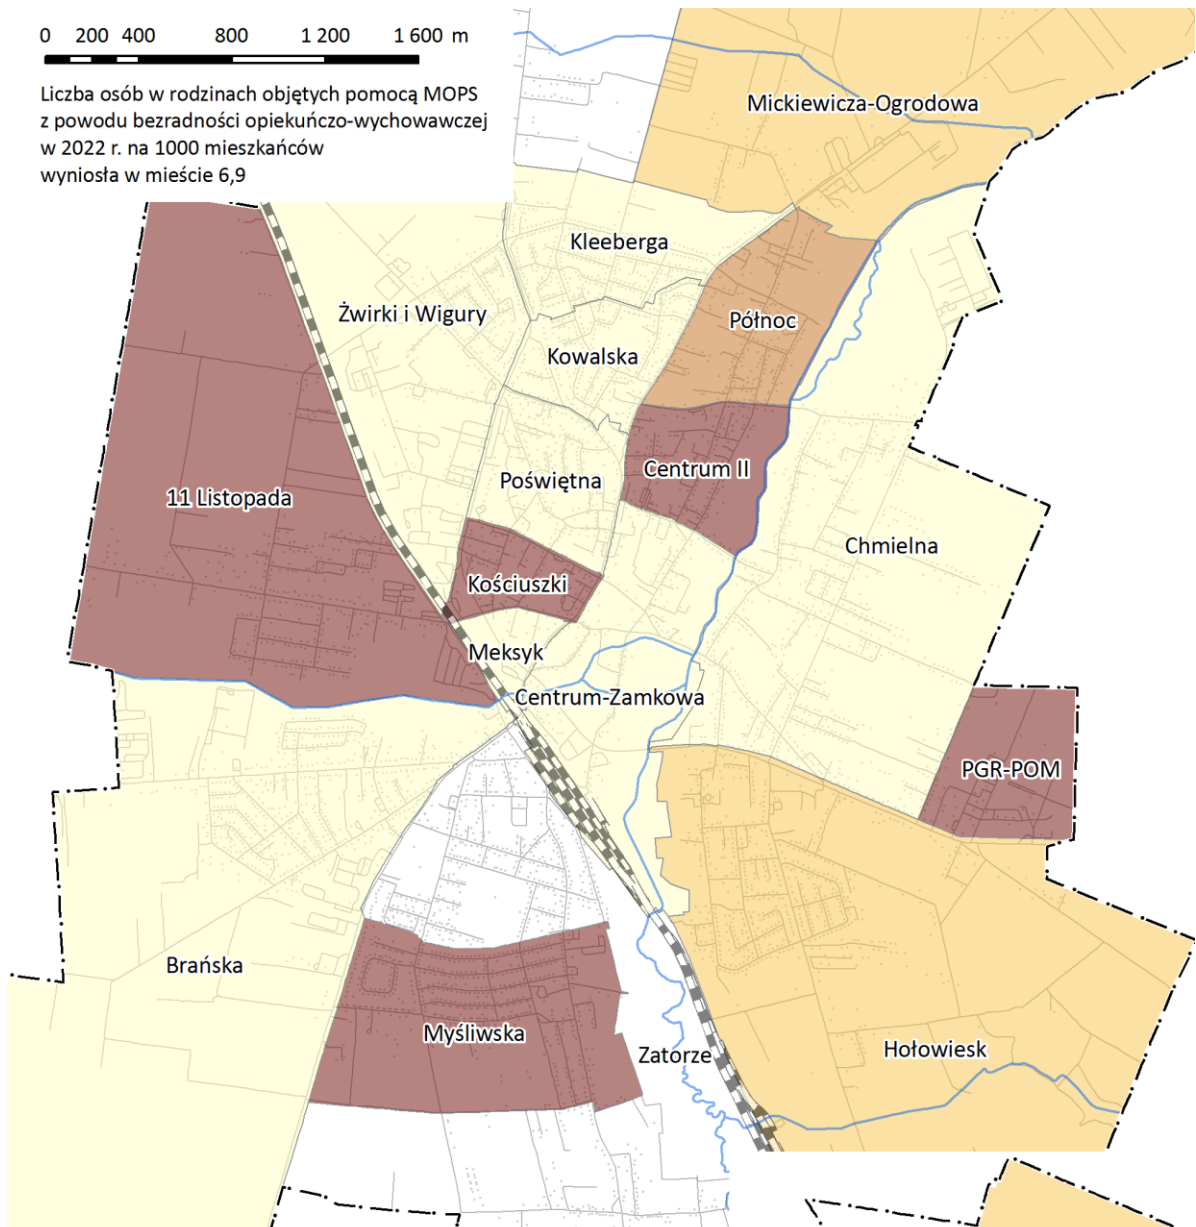 0 200 400 800 1 200 1 600 m
Liczba osób w rodzinach objętych pomocą MOPS
z powodu bezradności opiekuńczo-wychowawczej
w 2022 r. na 1000 mieszkańców
wyniosła w mieście 6,9
Mickiewicza-Ogrodowa
Kleeberga
Żwirki i Wigury
Północ
Kowalska
Centrum II
Poświętna
11 Listopada
Chmielna
Kościuszki
Meksyk
Centrum-Zamkowa
PGR-POM
Brańska
Myśliwska
Zatorze
Hołowiesk